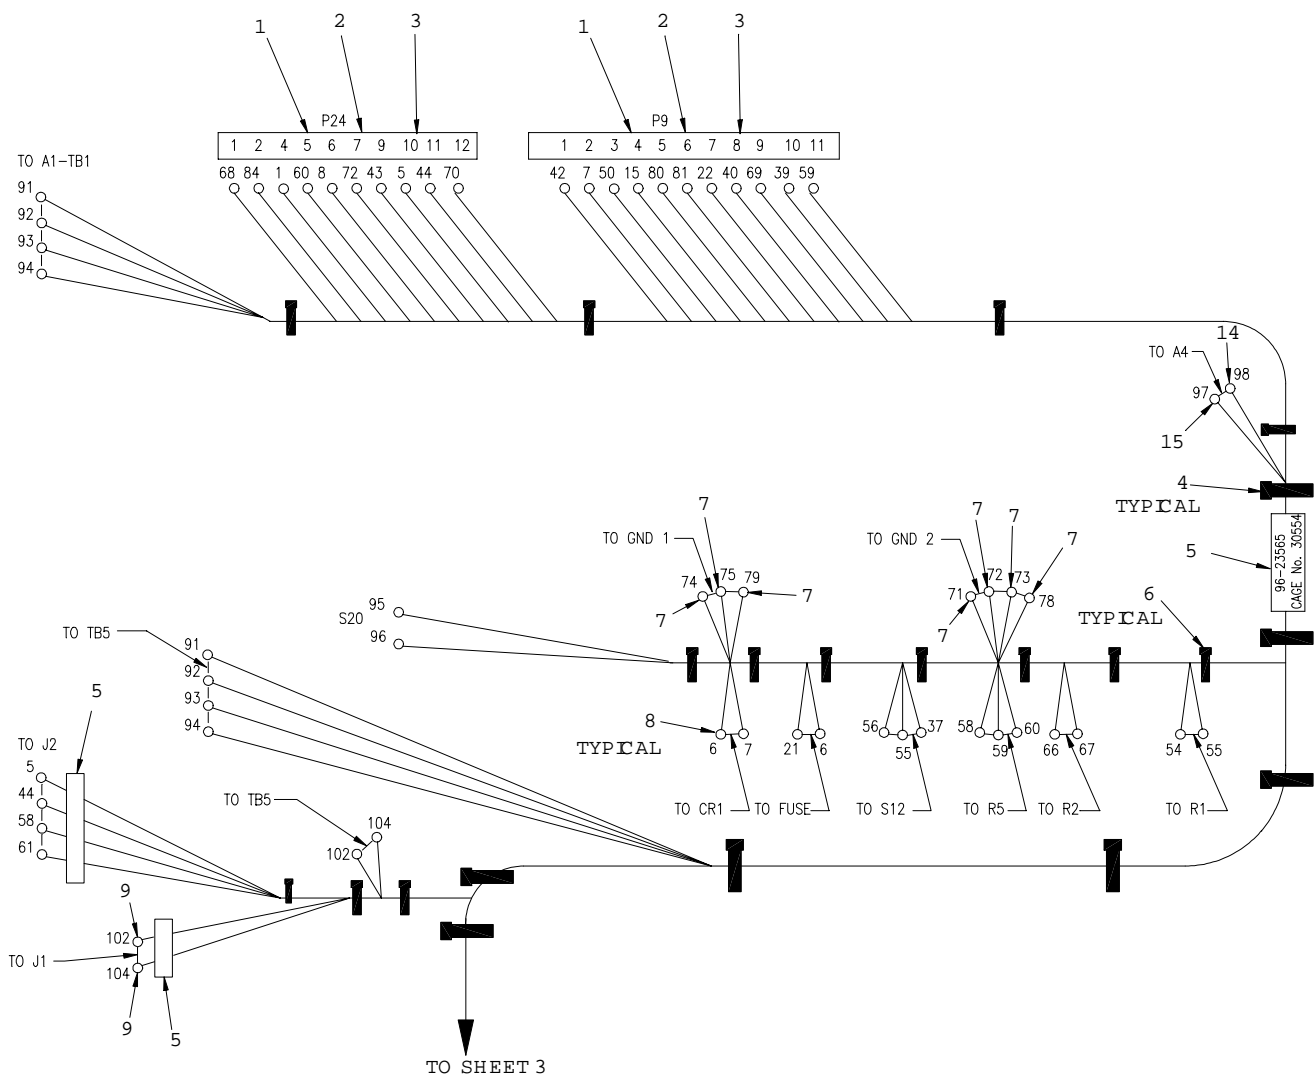 1 2 3 1 2 3
P24 P9
1 2 4 5 6 7 9 10 11 12
1 2 3 4 5 6 7 8 9 10 11
TO A1-TB1
68 84 1 60 8 72 43 5 44 70
42 7 50 15 80 81 22 40 69 39 59
91
92
93
94
14
TO A4
98
97
15
4
TYPICAL
5
96-23565
CAGE No. 30554
7
TO GND 1
74 75 79
7
7
7 7 7
TO GND 2
71 72 73 78
7
TYPICAL
6
S20
95
96
TO TB5
91
92
93
94
5
8
TYPICAL
6 7
21 6
56 55 37
58 59 60
66 67
54 55
TO CR1 TO FUSE TO S12 TO R5 TO R2 TO R1
TO J2
5
44
58
61
TO TB5
104
102
9
102
TO J1
104
9
5
TO SHEET 3